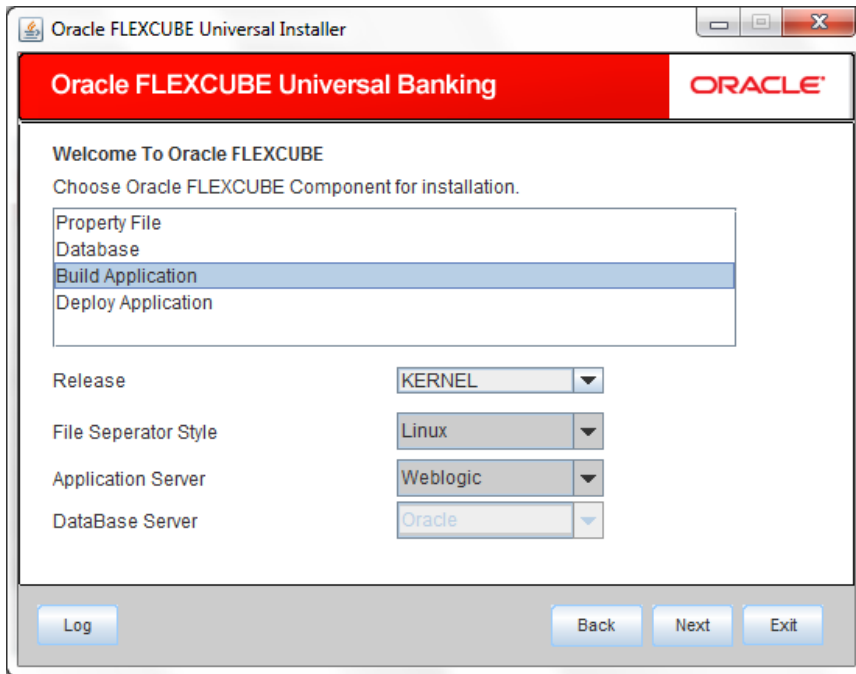 Oracle FLEXCUBE Universal Installer
Oracle FLEXCUBE Universal Banking
ORACLE
Welcome To Oracle FLEXCUBE
Choose Oracle FLEXCUBE Component for installation.
Property File
Database
Build Application
Deploy Application
Release KERNEL
File Seperator Style Linux
Application Server Weblogic
DataBase Server Oracle
Log Back Next Exit